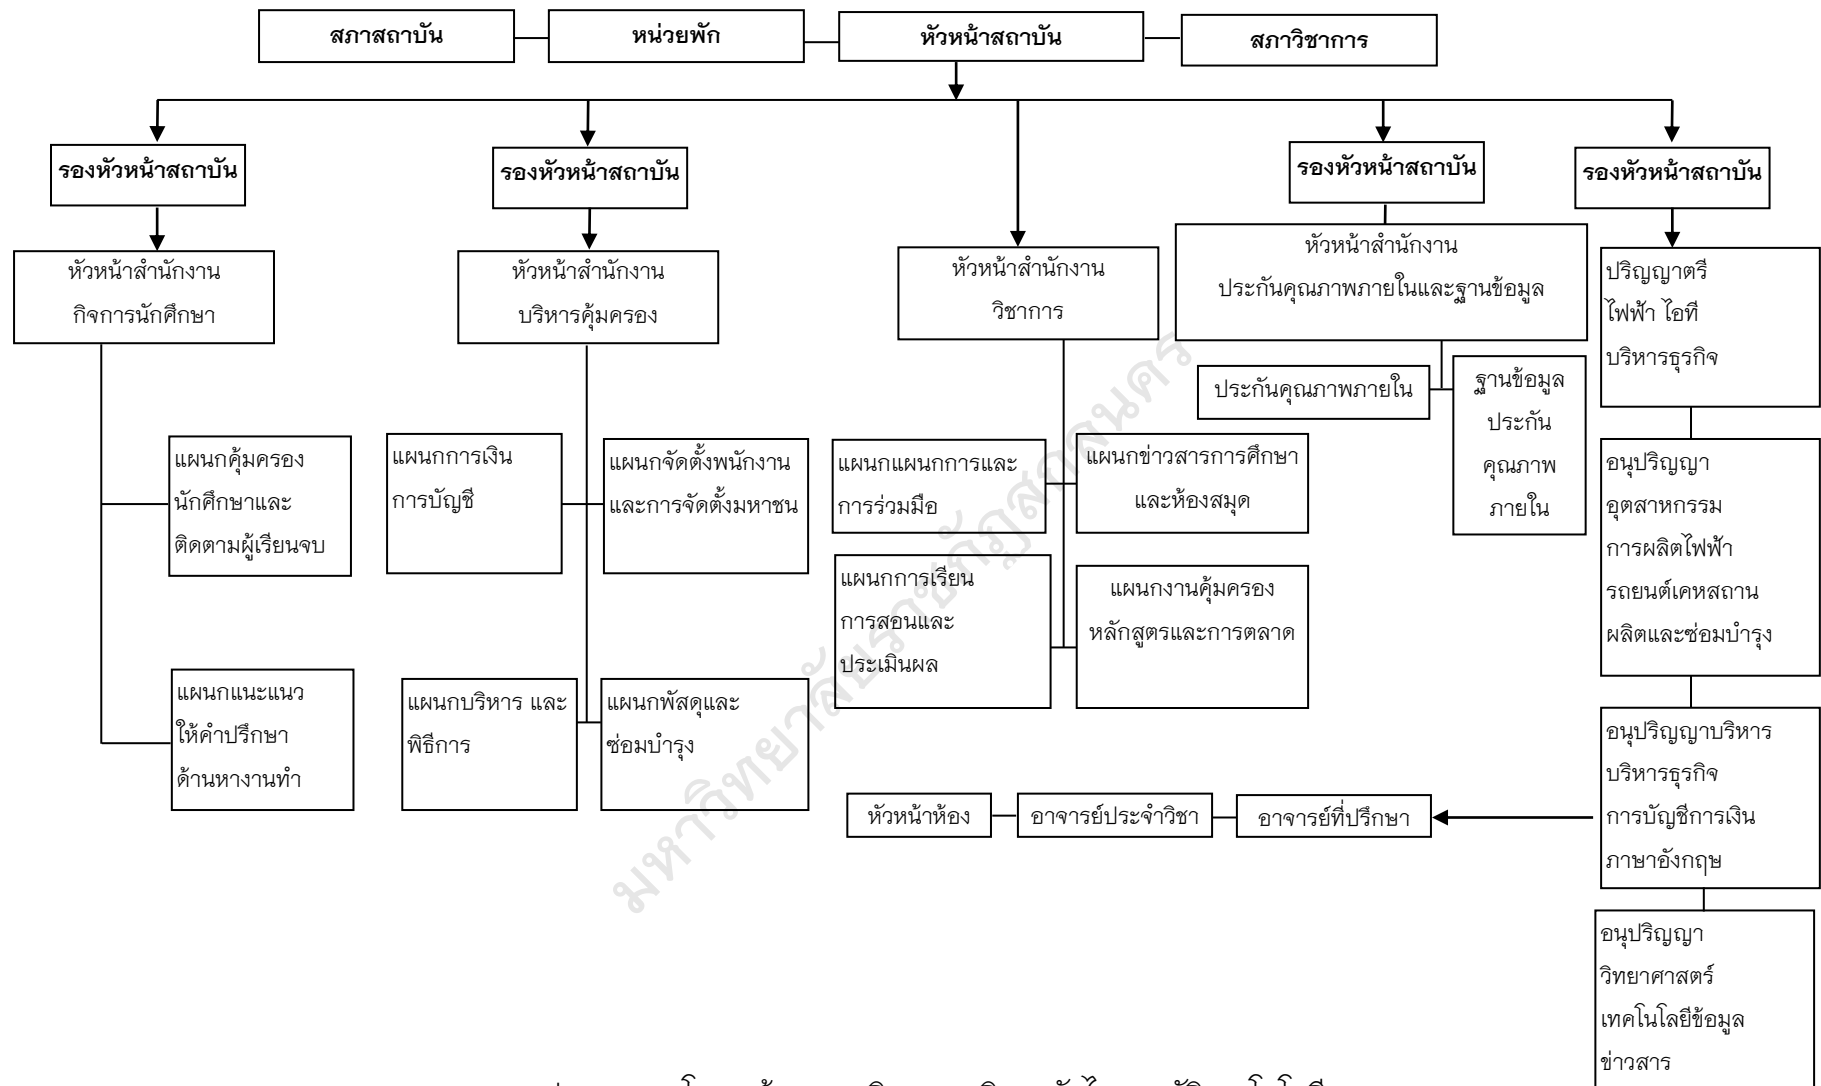 สภาสถาบัน
หน่วยพัก
หัวหน้าสถาบัน
สภาวิชาการ
รองหัวหน้าสถาบัน
รองหัวหน้าสถาบัน
รองหัวหน้าสถาบัน
รองหัวหน้าสถาบัน
หัวหน้าสำนักงาน
กิจการนักศึกษา
หัวหน้าสำนักงาน
บริหารคุ้มครอง
หัวหน้าสำนักงาน
วิชาการ
หัวหน้าสำนักงาน
ประกันคุณภาพภายในและฐานข้อมูล
ปริญญาตรี
ไฟฟ้า ไอที
บริหารธุรกิจ
ประกันคุณภาพภายใน
ฐานข้อมูล
ประกัน
คุณภาพ
ภายใน
แผนกคุ้มครอง
นักศึกษาและ
ติดตามผู้เรียนจบ
แผนกการเงิน
การบัญชี
แผนกจัดตั้งพนักงาน
และการจัดตั้งมหาชน
แผนกแผนกการและ
การร่วมมือ
แผนกข่าวสารการศึกษา
และห้องสมุด
อนุปริญญา
อุตสาหกรรม
การผลิตไฟฟ้า
รถยนต์เคหสถาน
ผลิตและซ่อมบำรุง
แผนกการเรียน
การสอนและ
ประเมินผล
แผนกงานคุ้มครอง
หลักสูตรและการตลาด
แผนกแนะแนว
ให้คำปรึกษา
ด้านหางานทำ
แผนกบริหาร และ
พิธีการ
แผนกพัสดุและ
ซ่อมบำรุง
อนุปริญญาบริหาร
บริหารธุรกิจ
การบัญชีการเงิน
ภาษาอังกฤษ
หัวหน้าห้อง
อาจารย์ประจำวิชา
อาจารย์ที่ปรึกษา
อนุปริญญา
วิทยาศาสตร์
เทคโนโลยีข้อมูล
ข่าวสาร
มหาวิทยาลัยราชภัฏสกลนคร